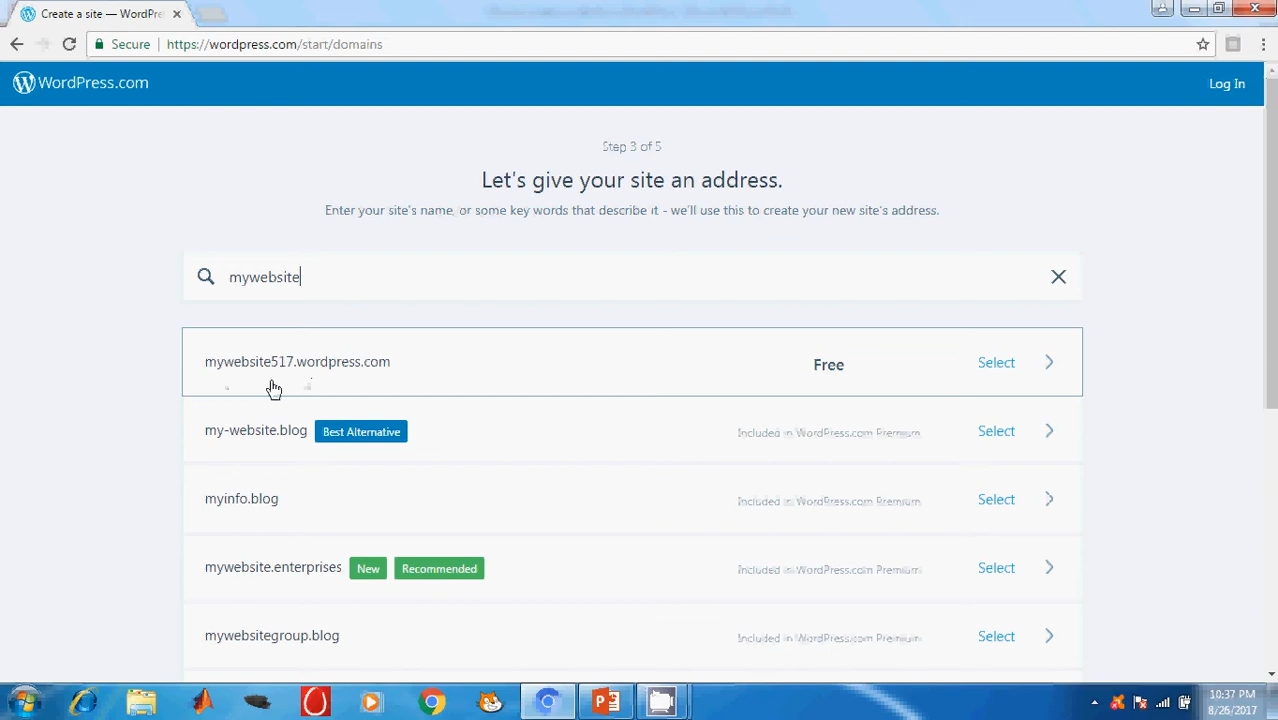 Create a site — WordPre
Secure https://wordpress.com/start/domains
WordPress.com
Log In
Step 3 of 5
Let's give your site an address.
Enter your site's name, or some key words that describe it - we'll use this to create your new site's address.
mywebsite
mywebsite517.wordpress.com Free Select
my-website.blog Best Alternative Included in WordPress.com Premium Select
myinfo.blog Included in WordPress.com Premium Select
mywebsite.enterprises New Recommended Included in WordPress.com Premium Select
mywebsitegroup.blog Included in WordPress.com Premium Select
10:37 PM
8/26/2017